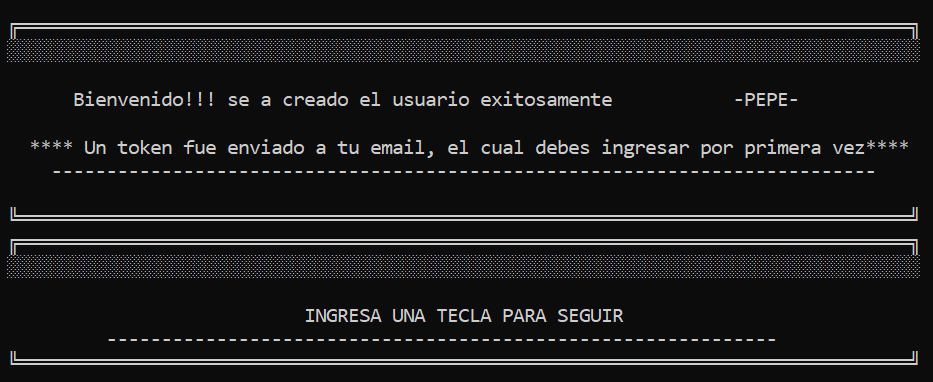 Bienvenido!!! se a creado el usuario exitosamente -PEPE-
**** Un token fue enviado a tu email, el cual debes ingresar por primera vez****
INGRESA UNA TECLA PARA SEGUIR